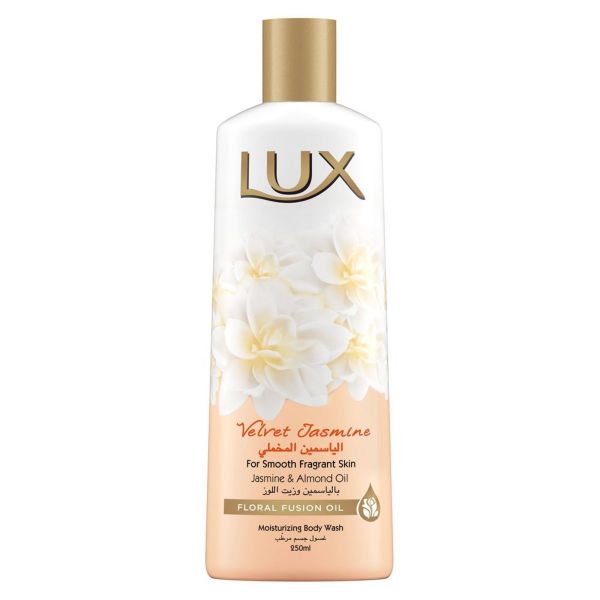 LUX
Velvet Jasmine
الياسمين المخملي
For Smooth Fragrant Skin
Jasmine & Almond Oil
بالياسمين وزيت اللوز
FLORAL FUSION OIL
Moisturizing Body Wash
غسول جسم مرطب
250ml